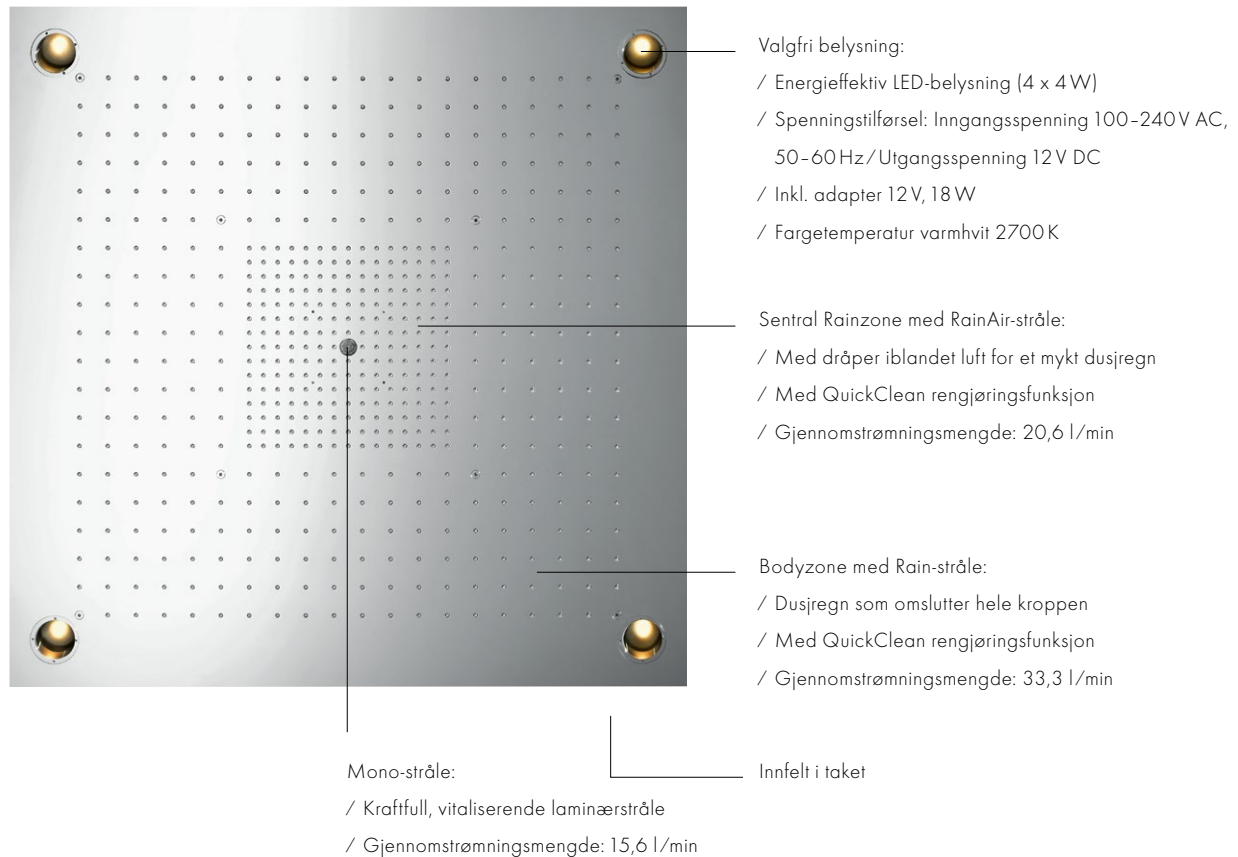 Valgfri belysning:
/ Energieffektiv LED-belysning (4 x 4 W)
/ Spenningstilførsel: Inngangsspenning 100–240 V AC,
50–60 Hz / Utgangsspenning 12 V DC
/ Inkl. adapter 12 V, 18 W
/ Fargetemperatur varmhvit 2700 K
Sentral Rainzone med RainAir-stråle:
/ Med dråper iblandet luft for et mykt dusjregn
/ Med QuickClean rengjøringsfunksjon
/ Gjennomstrømningsmengde: 20,6 l/min
Bodyzone med Rain-stråle:
/ Dusjregn som omslutter hele kroppen
/ Med QuickClean rengjøringsfunksjon
/ Gjennomstrømningsmengde: 33,3 l/min
Innfelt i taket
Mono-stråle:
/ Kraftfull, vitaliserende laminærstråle
/ Gjennomstrømningsmengde: 15,6 l/min